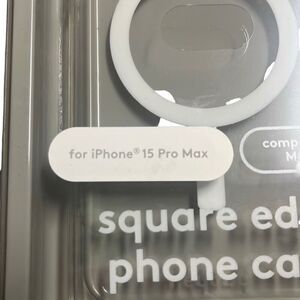 for iPhone® 15 Pro Max
comp
M
square ed
phone ca